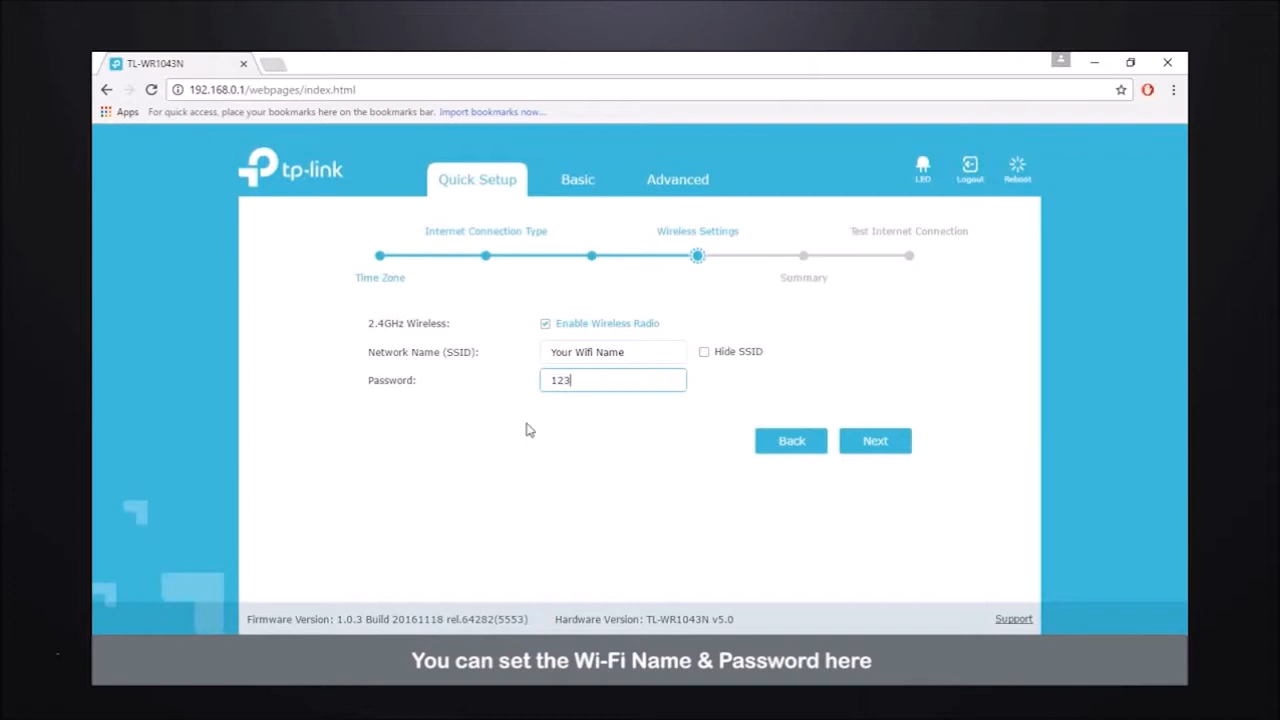 TL-WR1043N
192.168.0.1/webpages/index.html
Apps For quick access, place your bookmarks here on the bookmarks bar. Import bookmarks now...
tp-link
Quick Setup Basic Advanced
LED Logout Reboot
Internet Connection Type Wireless Settings Test Internet Connection
Time Zone Summary
2.4GHz Wireless: Enable Wireless Radio
Network Name (SSID): Your Wifi Name Hide SSID
Password: 123
Back Next
Firmware Version: 1.0.3 Build 20161118 rel.64282(5553) Hardware Version: TL-WR1043N v5.0 Support
You can set the Wi-Fi Name & Password here